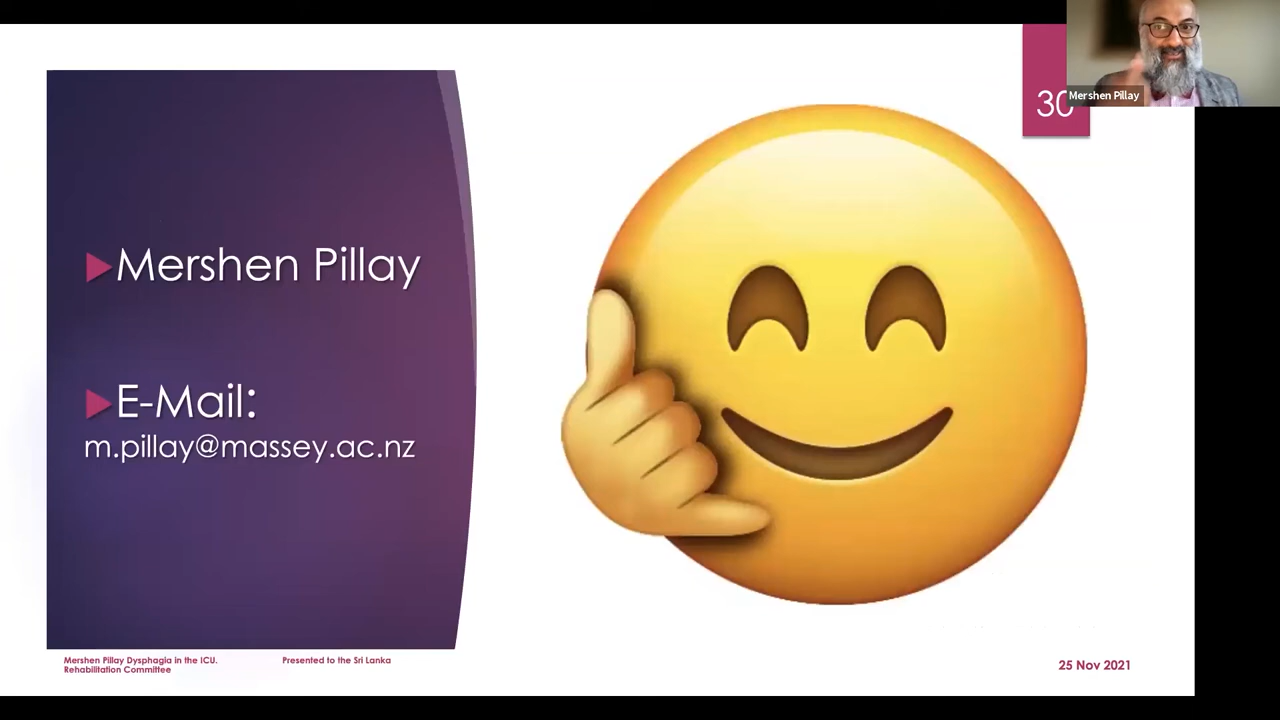 30
Mershen Pillay
Mershen Pillay
E-Mail:
m.pillay@massey.ac.nz
Mershen Pillay Dysphagia in the ICU. Presented to the Sri Lanka
Rehabilitation Committee
25 Nov 2021